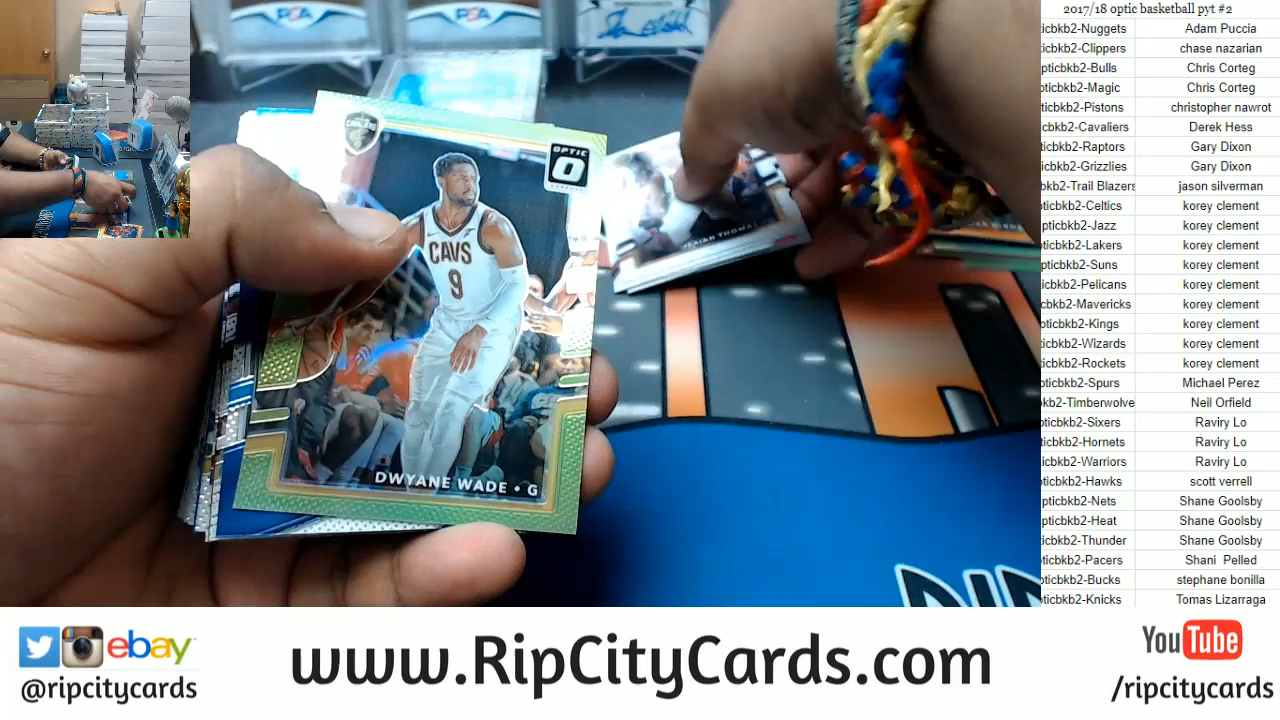 2017/18 optic basketball pyt #2
ticbkb2-Nuggets Adam Puccia
ticbkb2-Clippers chase nazarian
pticbkb2-Bulls Chris Corteg
pticbkb2-Magic Chris Corteg
pticbkb2-Pistons christopher nawrot
ticbkb2-Cavaliers Derek Hess
pticbkb2-Raptors Gary Dixon
ticbkb2-Grizzlies Gary Dixon
bkb2-Trail Blazers jason silverman
pticbkb2-Celtics korey clement
pticbkb2-Jazz korey clement
pticbkb2-Lakers korey clement
pticbkb2-Suns korey clement
pticbkb2-Pelicans korey clement
ticbkb2-Mavericks korey clement
pticbkb2-Kings korey clement
pticbkb2-Wizards korey clement
pticbkb2-Rockets korey clement
pticbkb2-Spurs Michael Perez
kb2-Timberwolve Neil Orfield
pticbkb2-Sixers Raviry Lo
pticbkb2-Hornets Raviry Lo
pticbkb2-Warriors Raviry Lo
pticbkb2-Hawks scott verrell
pticbkb2-Nets Shane Goolsby
pticbkb2-Heat Shane Goolsby
ticbkb2-Thunder Shane Goolsby
pticbkb2-Pacers Shani Pelled
pticbkb2-Bucks stephane bonilla
pticbkb2-Knicks Tomas Lizarraga
PSA
PSA
CAVALIERS
OPTIC
CAVS
9
DWYANE WADE • G
ISAIAH THOMAS
ebay
@ripcitycards
www.RipCityCards.com
YouTube
/ripcitycards